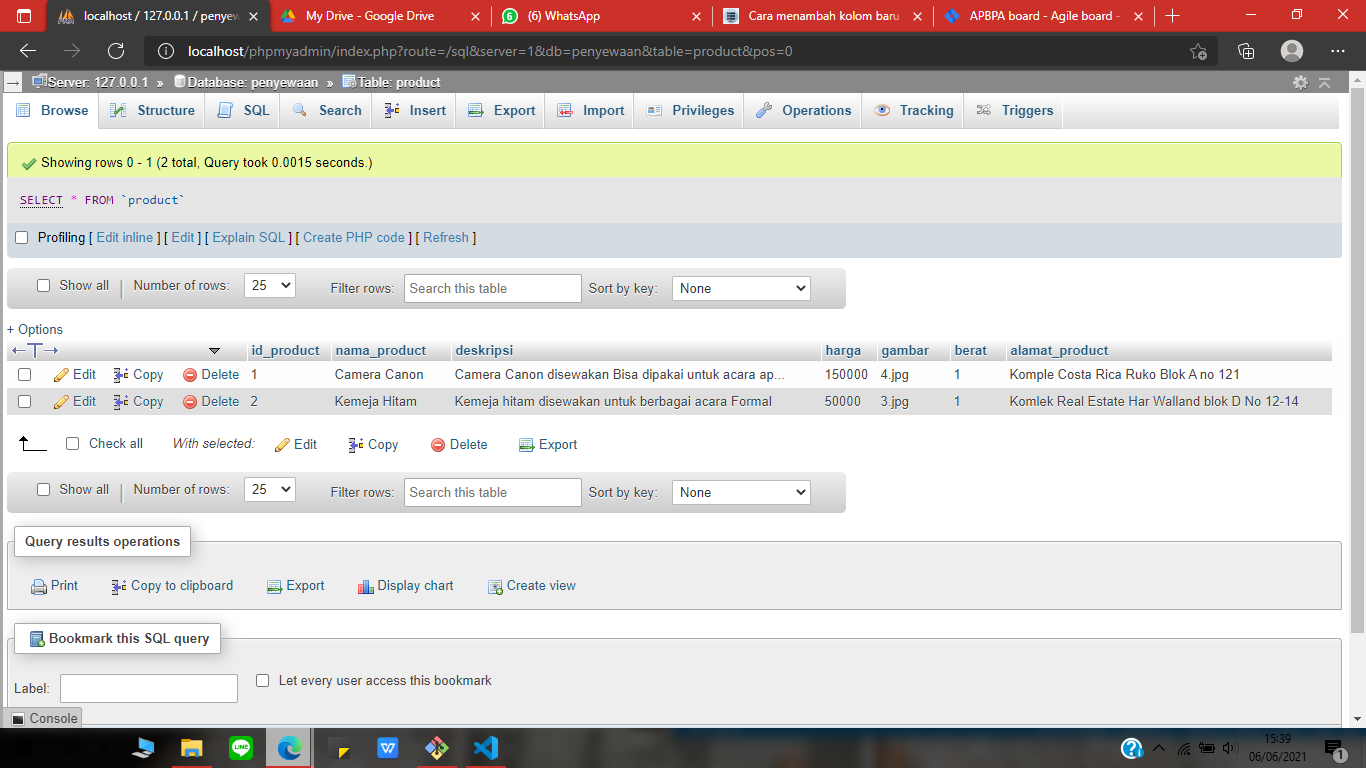 localhost / 127.0.0.1 / penyew
My Drive - Google Drive
(6) WhatsApp
Cara menambah kolom baru
APBPA board - Agile board -
localhost/phpmyadmin/index.php?route=/sql&server=1&db=penyewaan&table=product&pos=0
Server: 127.0.0.1 » Database: penyewaan » Table: product
Browse Structure SQL Search Insert Export Import Privileges Operations Tracking Triggers
Showing rows 0 - 1 (2 total, Query took 0.0015 seconds.)
SELECT * FROM `product`
Profiling [ Edit inline ] [ Edit ] [ Explain SQL ] [ Create PHP code ] [ Refresh ]
Show all Number of rows: 25 Filter rows: Search this table Sort by key: None
+ Options
id_product nama_product deskripsi harga gambar berat alamat_product
Edit Copy Delete 1 Camera Canon Camera Canon disewakan Bisa dipakai untuk acara ap... 150000 4.jpg 1 Komple Costa Rica Ruko Blok A no 121
Edit Copy Delete 2 Kemeja Hitam Kemeja hitam disewakan untuk berbagai acara Formal 50000 3.jpg 1 Komlek Real Estate Har Walland blok D No 12-14
Check all With selected: Edit Copy Delete Export
Show all Number of rows: 25 Filter rows: Search this table Sort by key: None
Query results operations
Print Copy to clipboard Export Display chart Create view
Bookmark this SQL query
Label: Let every user access this bookmark
Console
15:39
06/06/2021
1